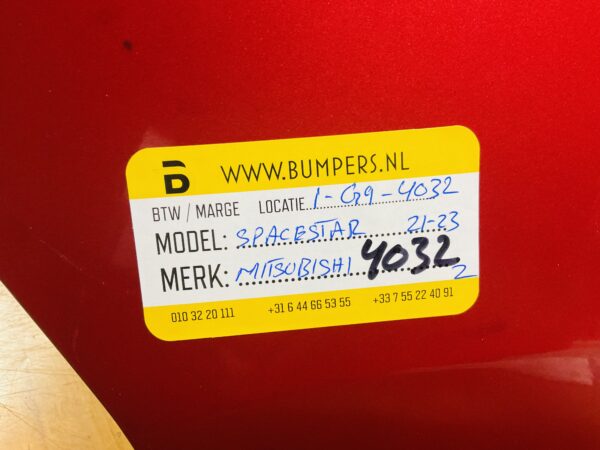 WWW.BUMPERS.NL
BTW / MARGE LOCATIE 1-G9-4032
MODEL: SPACESTAR 21-23
MERK: MITSUBISHI 4032 2
010 32 20 111 +31 6 44 66 53 55 +33 7 55 22 40 91